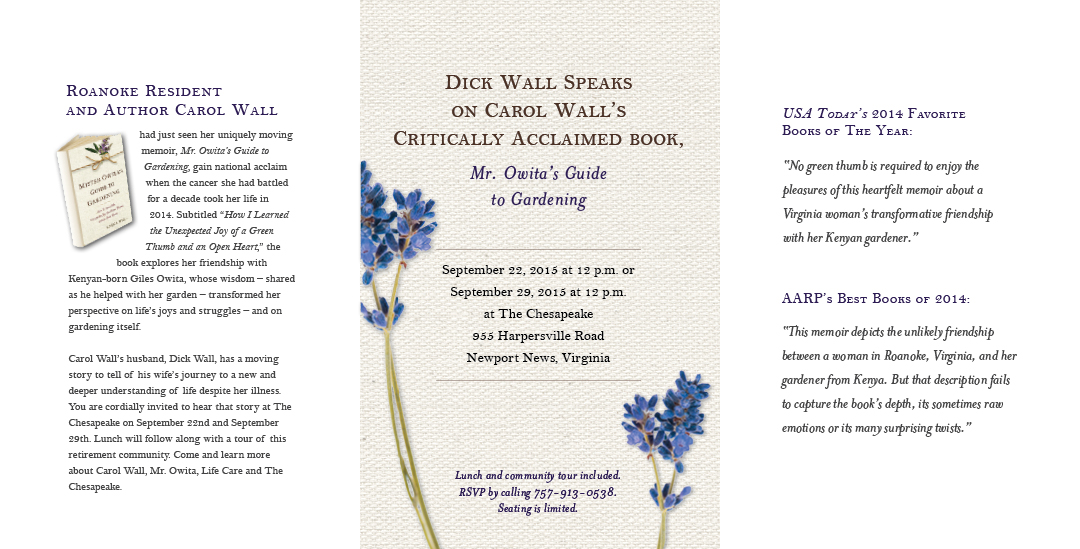 Roanoke Resident
and Author Carol Wall
had just seen her uniquely moving
memoir, Mr. Owita's Guide to
Gardening, gain national acclaim
when the cancer she had battled
for a decade took her life in
2014. Subtitled “How I Learned
the Unexpected Joy of a Green
Thumb and an Open Heart,” the
book explores her friendship with
Kenyan-born Giles Owita, whose wisdom – shared
as he helped with her garden – transformed her
perspective on life's joys and struggles – and on
gardening itself.
Carol Wall's husband, Dick Wall, has a moving
story to tell of his wife's journey to a new and
deeper understanding of life despite her illness.
You are cordially invited to hear that story at The
Chesapeake on September 22nd and September
29th. Lunch will follow along with a tour of this
retirement community. Come and learn more
about Carol Wall, Mr. Owita, Life Care and The
Chesapeake.
Mister Owita's
Guide to
Gardening
Dick Wall Speaks
on Carol Wall's
Critically Acclaimed book,
Mr. Owita's Guide
to Gardening
September 22, 2015 at 12 p.m. or
September 29, 2015 at 12 p.m.
at The Chesapeake
955 Harpersville Road
Newport News, Virginia
Lunch and community tour included.
RSVP by calling 757-913-0538.
Seating is limited.
USA Today's 2014 Favorite
Books of The Year:
“No green thumb is required to enjoy the
pleasures of this heartfelt memoir about a
Virginia woman's transformative friendship
with her Kenyan gardener.”
AARP's Best Books of 2014:
“This memoir depicts the unlikely friendship
between a woman in Roanoke, Virginia, and her
gardener from Kenya. But that description fails
to capture the book's depth, its sometimes raw
emotions or its many surprising twists.”